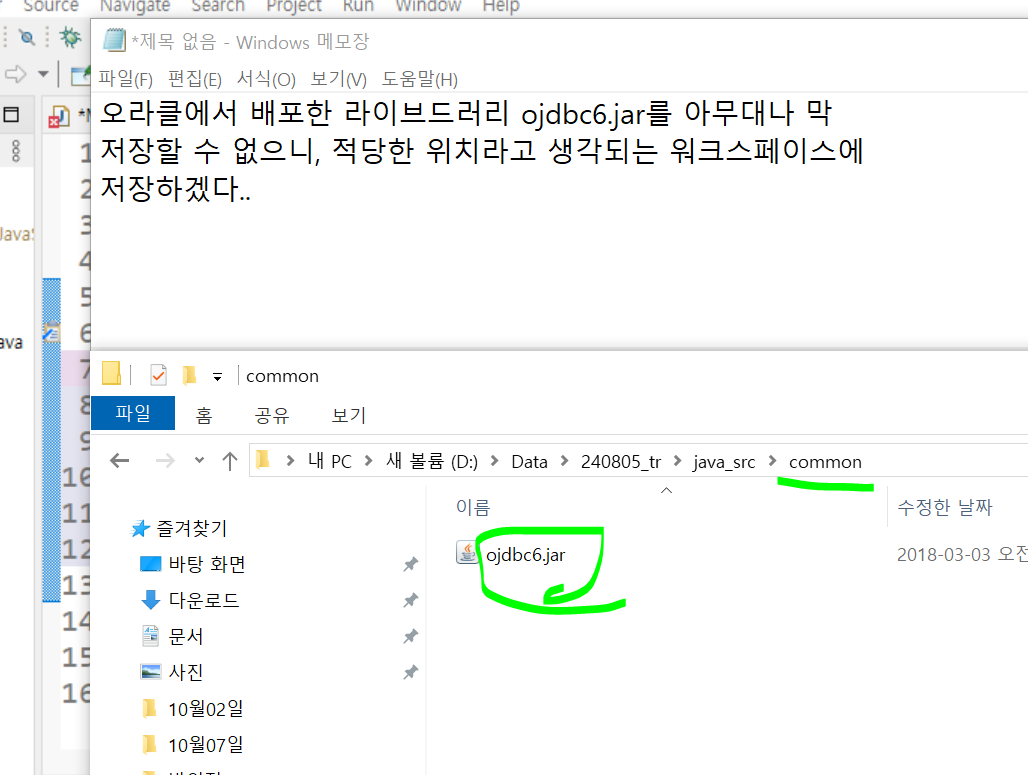 Source Navigate Search Project Run Window Help
*제목 없음 - Windows 메모장
파일(F) 편집(E) 서식(O) 보기(V) 도움말(H)
오라클에서 배포한 라이브드러리 ojdbc6.jar를 아무대나 막
저장할 수 없으니, 적당한 위치라고 생각되는 워크스페이스에
저장하겠다..
1
2
3
4
5
6
7
8
9
10
11
12
13
14
15
16
JavaS
ava
common
파일 홈 공유 보기
내 PC 새 볼륨 (D:) Data 240805_tr java_src common
이름 수정한 날짜
ojdbc6.jar 2018-03-03 오전
즐겨찾기
바탕 화면
다운로드
문서
사진
10월02일
10월07일